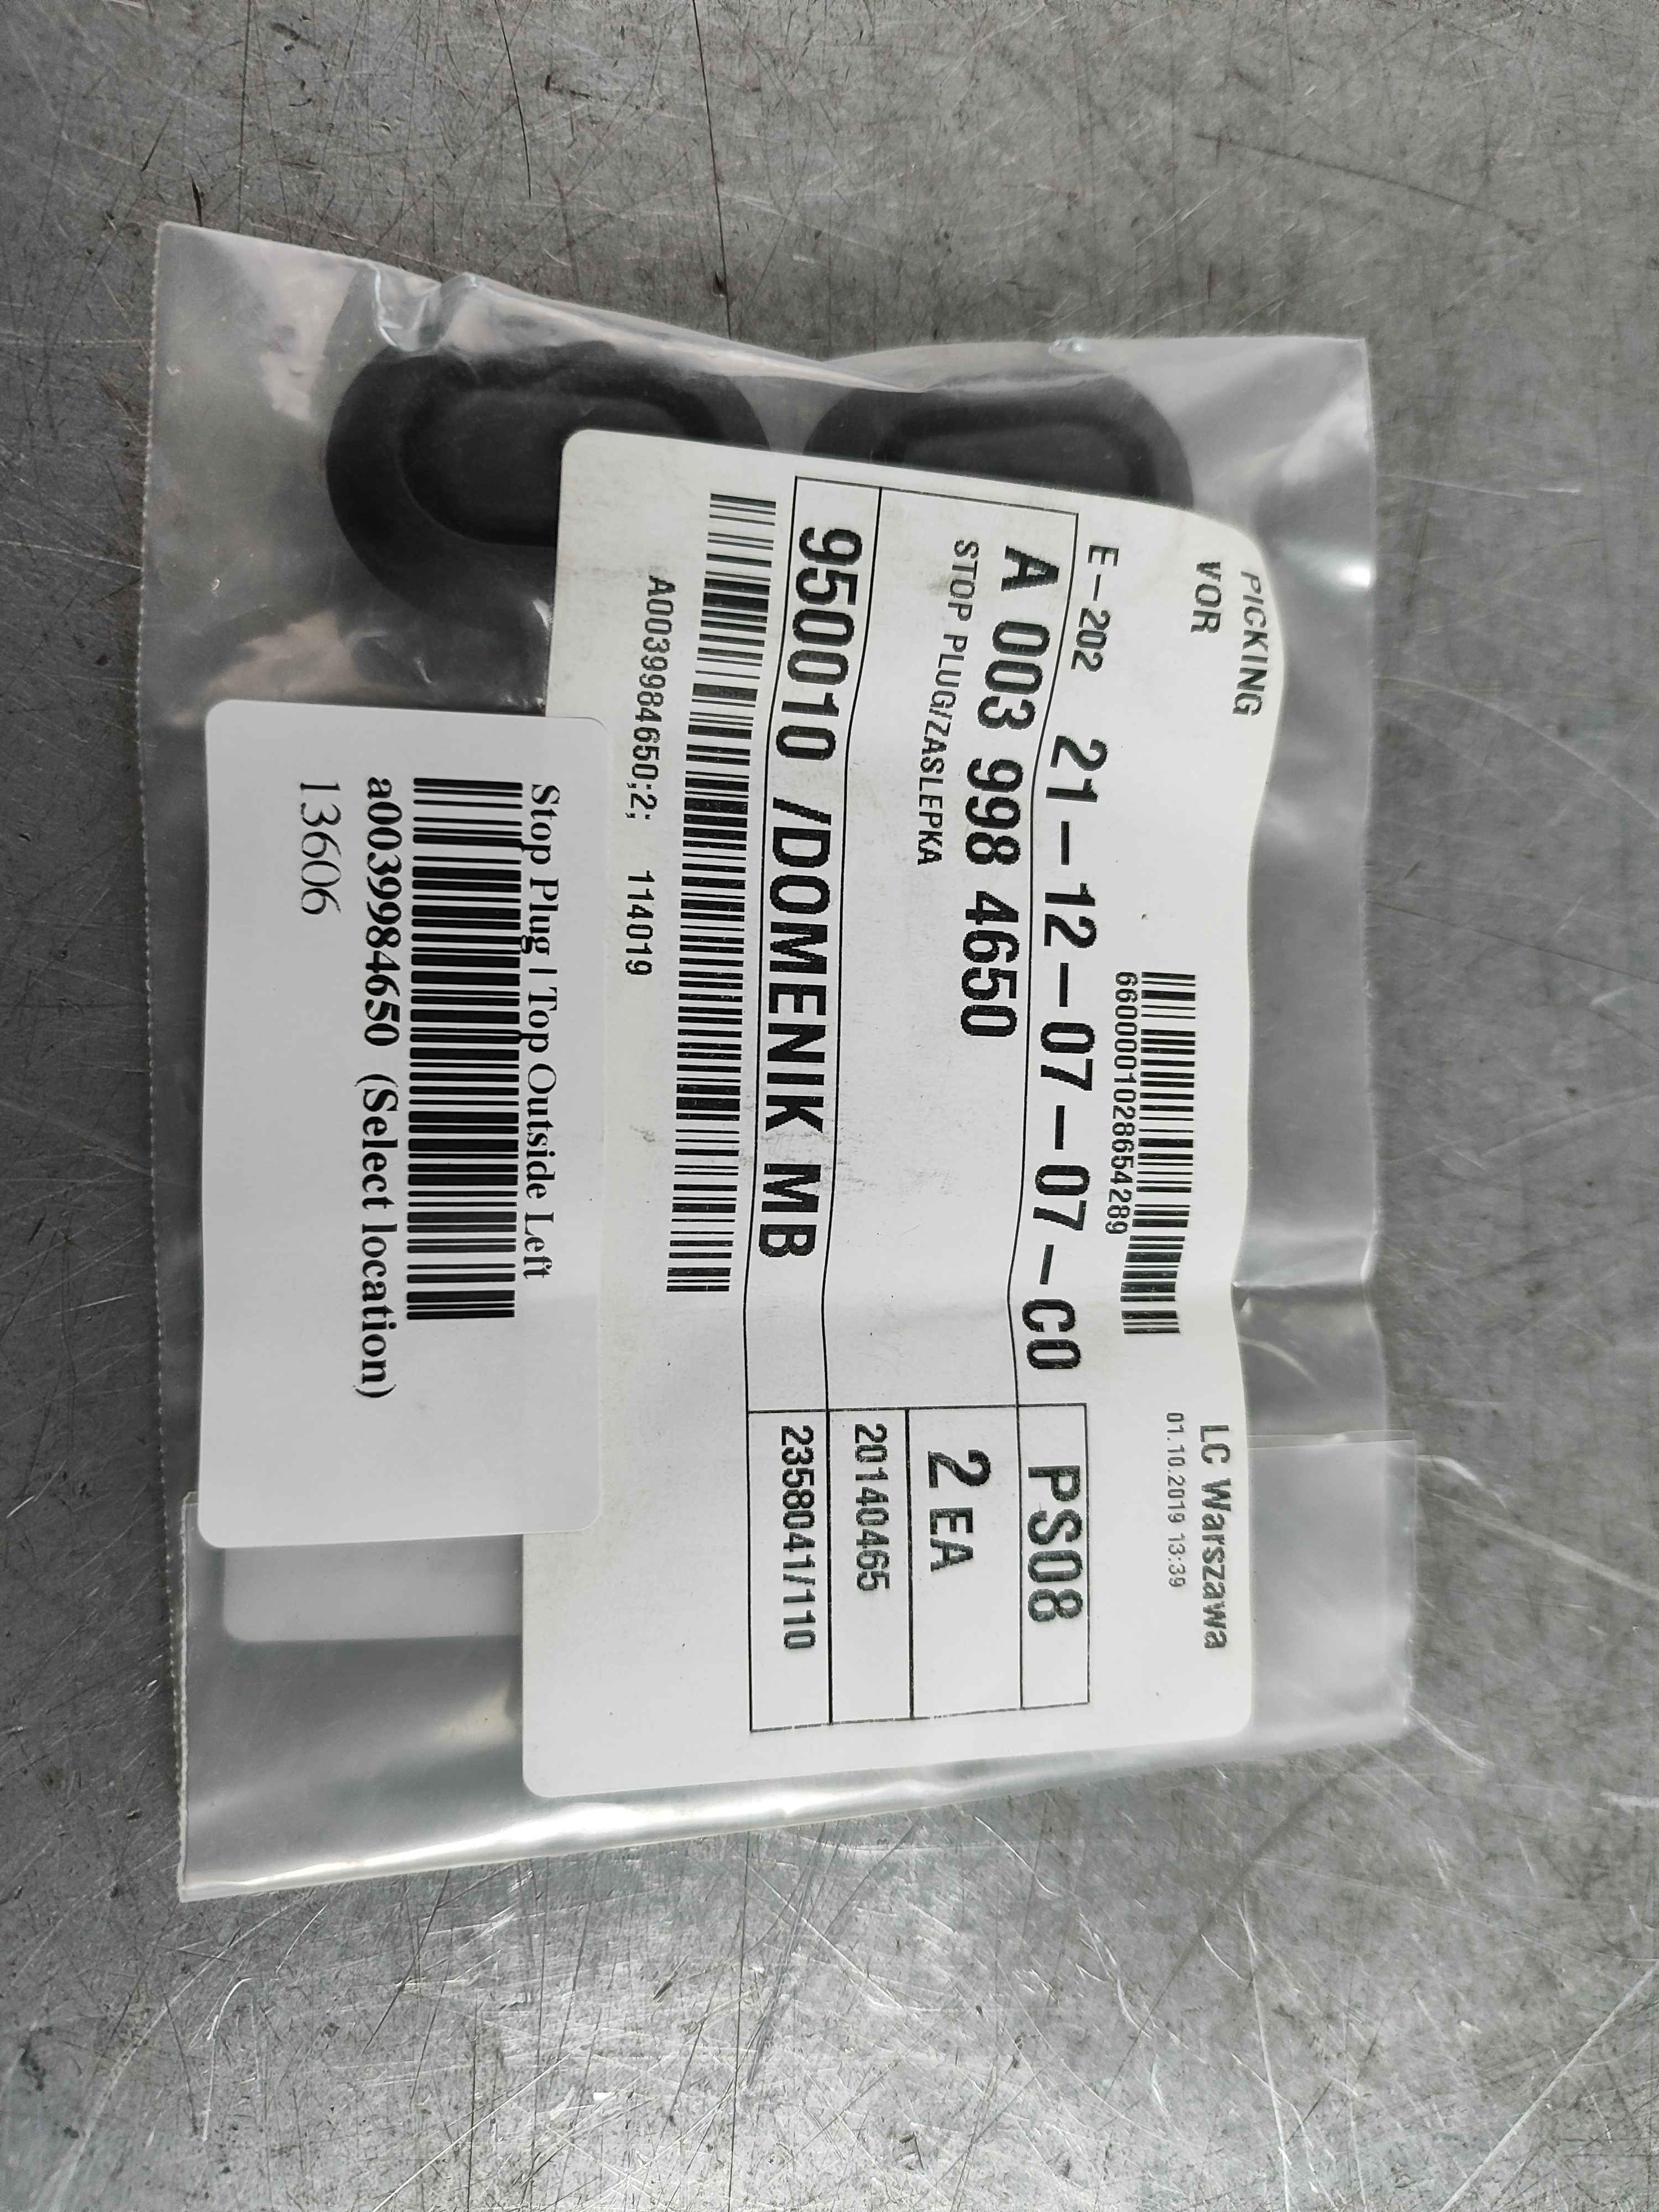 PICKING
LC Warszawa
VOR
01.10.2019 13:39
6600001028654289
E-202 21-12-07-07-C0
PS08
A 003 998 4650
2 EA
STOP PLUG/ZASLEPKA
20140465
950010 /DOMENIK MB
2358041/110
A0039984650;2; 114019
Stop Plug | Top Outside Left
a0039984650 (Select location)
13606